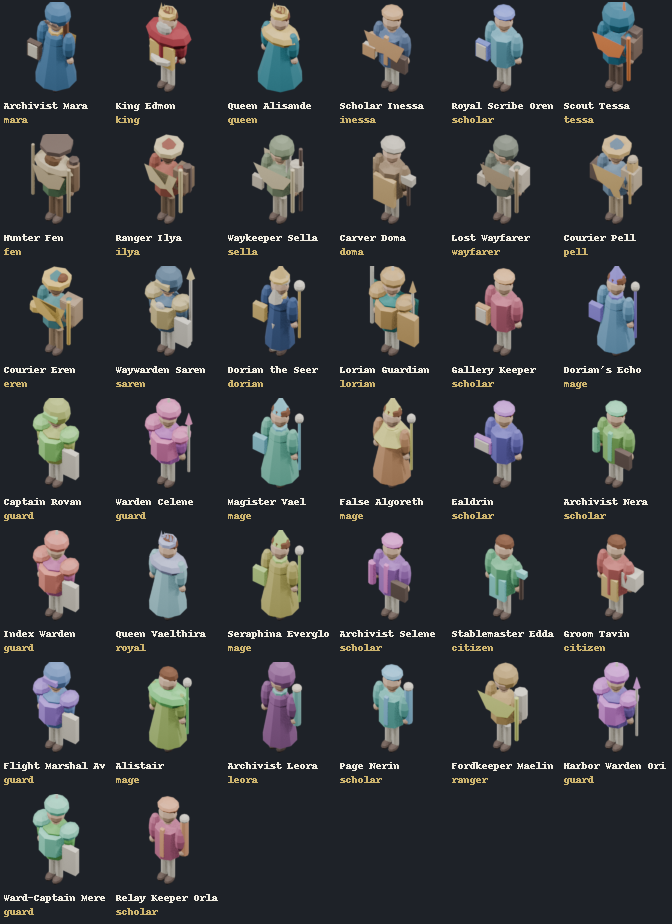 Archivist Mara
mara
King Edmon
king
Queen Alisande
queen
Scholar Inessa
inessa
Royal Scribe Oren
scholar
Scout Tessa
tessa
Hunter Fen
fen
Ranger Ilya
ilya
Waykeeper Sella
sella
Carver Doma
doma
Lost Wayfarer
wayfarer
Courier Pell
pell
Courier Eren
eren
Waywarden Saren
saren
Dorian the Seer
dorian
Lorian Guardian
lorian
Gallery Keeper
scholar
Dorian's Echo
mage
Captain Rovan
guard
Warden Celene
guard
Magister Vael
mage
False Algoreth
mage
Ealdrin
scholar
Archivist Nera
scholar
Index Warden
guard
Queen Vaelthira
royal
Seraphina Everglo
mage
Archivist Selene
scholar
Stablemaster Edda
citizen
Groom Tavin
citizen
Flight Marshal Av
guard
Alistair
mage
Archivist Leora
leora
Page Nerin
scholar
Fordkeeper Maelin
ranger
Harbor Warden Ori
guard
Ward-Captain Mere
guard
Relay Keeper Orla
scholar